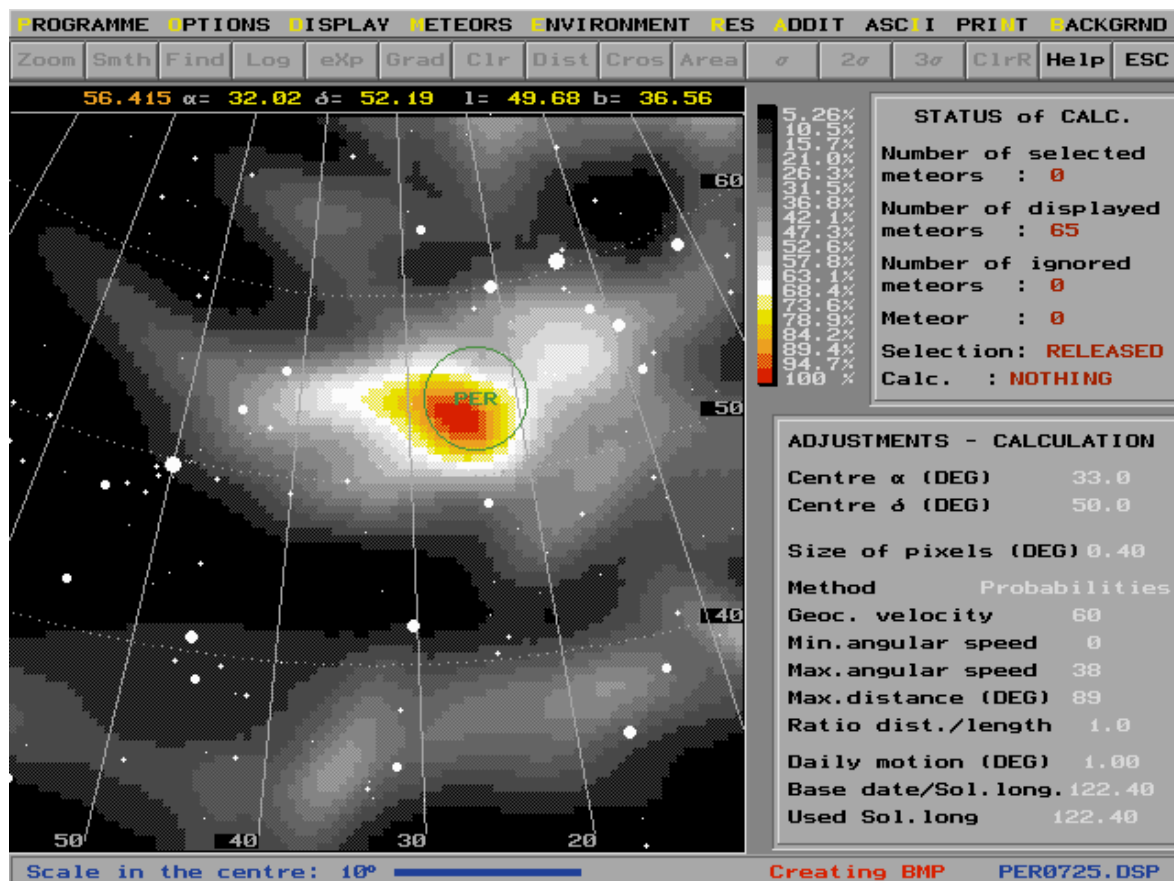 PROGRAMME OPTIONS DISPLAY METEORS ENVIRONMENT RES ADDIT ASCII PRINT BACKGRND
Zoom Smth Find Log eXp Grad Clr Dist Cros Area σ 2σ 3σ ClrR Help ESC
56.415 α= 32.02 δ= 52.19 l= 49.68 b= 36.56
60
50
40
50
40
30
20
PER
5.26%
10.5%
15.7%
21.0%
26.3%
31.5%
36.8%
42.1%
47.3%
52.6%
57.8%
63.1%
68.4%
73.6%
78.9%
84.2%
89.4%
94.7%
100 %
STATUS of CALC.
Number of selected
meteors : 0
Number of displayed
meteors : 65
Number of ignored
meteors : 0
Meteor : 0
Selection: RELEASED
Calc. : NOTHING
ADJUSTMENTS - CALCULATION
Centre α (DEG) 33.0
Centre δ (DEG) 50.0
Size of pixels (DEG) 0.40
Method Probabilities
Geoc. velocity 60
Min.angular speed 0
Max.angular speed 38
Max.distance (DEG) 89
Ratio dist./length 1.0
Daily motion (DEG) 1.00
Base date/Sol.long. 122.40
Used Sol.long 122.40
Scale in the centre: 10º
Creating BMP PER0725.DSP